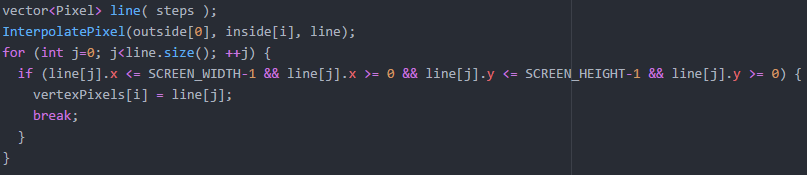 vector<Pixel> line( steps );
InterpolatePixel(outside[0], inside[i], line);
for (int j=0; j<line.size(); ++j) {
if (line[j].x <= SCREEN_WIDTH-1 && line[j].x >= 0 && line[j].y <= SCREEN_HEIGHT-1 && line[j].y >= 0) {
vertexPixels[i] = line[j];
break;
}
}